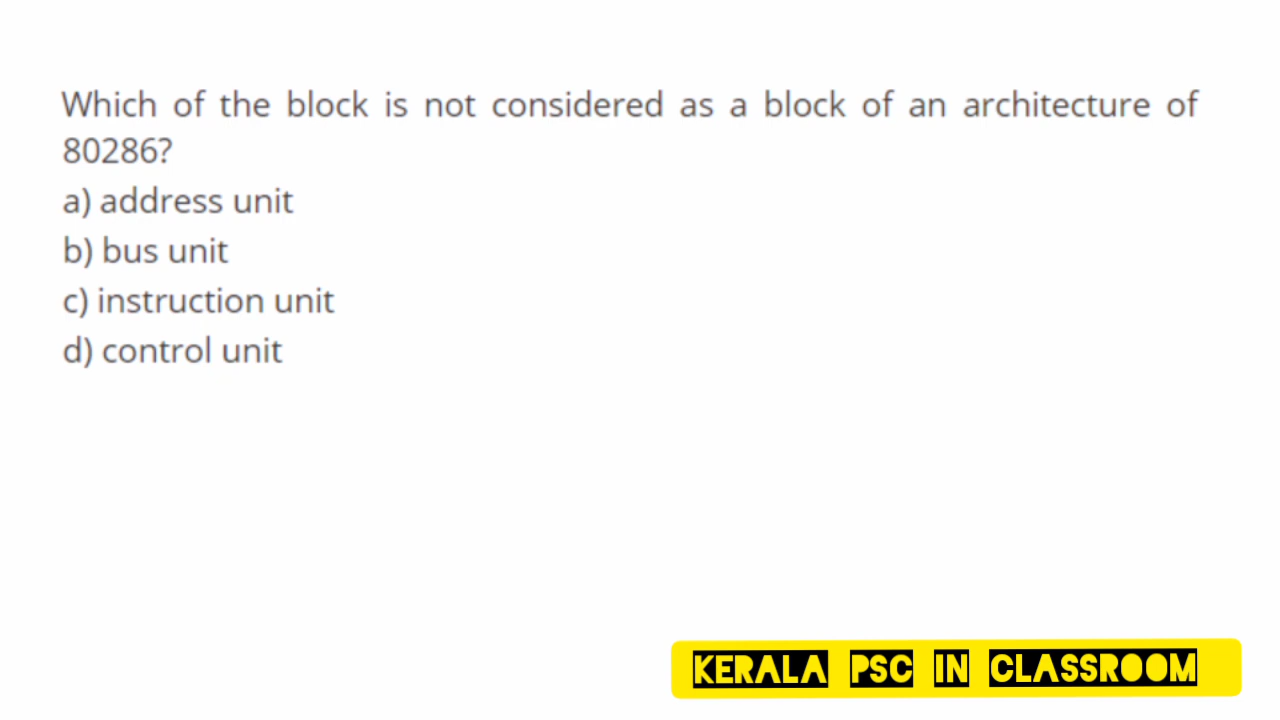 Which of the block is not considered as a block of an architecture of
80286?
a) address unit
b) bus unit
c) instruction unit
d) control unit
KERALA PSC IN CLASSROOM